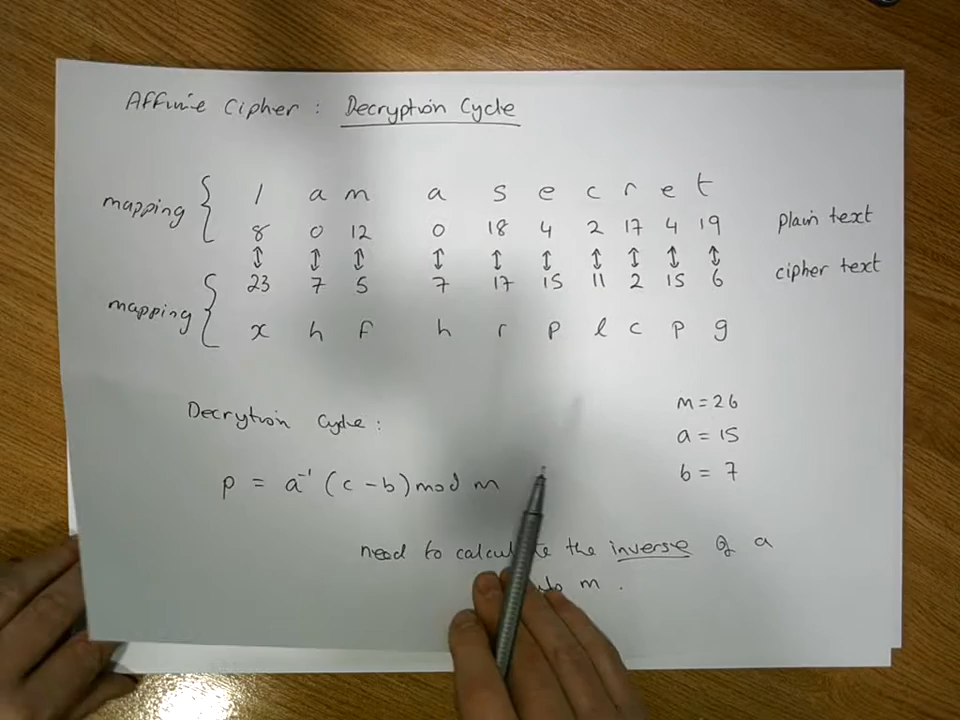 Affine Cipher : Decryption Cycle
mapping { I a m a s e c r e t
8 0 12 0 18 4 2 17 4 19 plain text
↕ ↕ ↕ ↕ ↕ ↕ ↕ ↕ ↕ ↕
mapping { 23 7 5 7 17 15 11 2 15 6 cipher text
x h f h r p l c p g
m = 26
Decrytion Cycle :
a = 15
b = 7
p = a⁻¹ (c - b) mod m
need to the inverse of a
m .